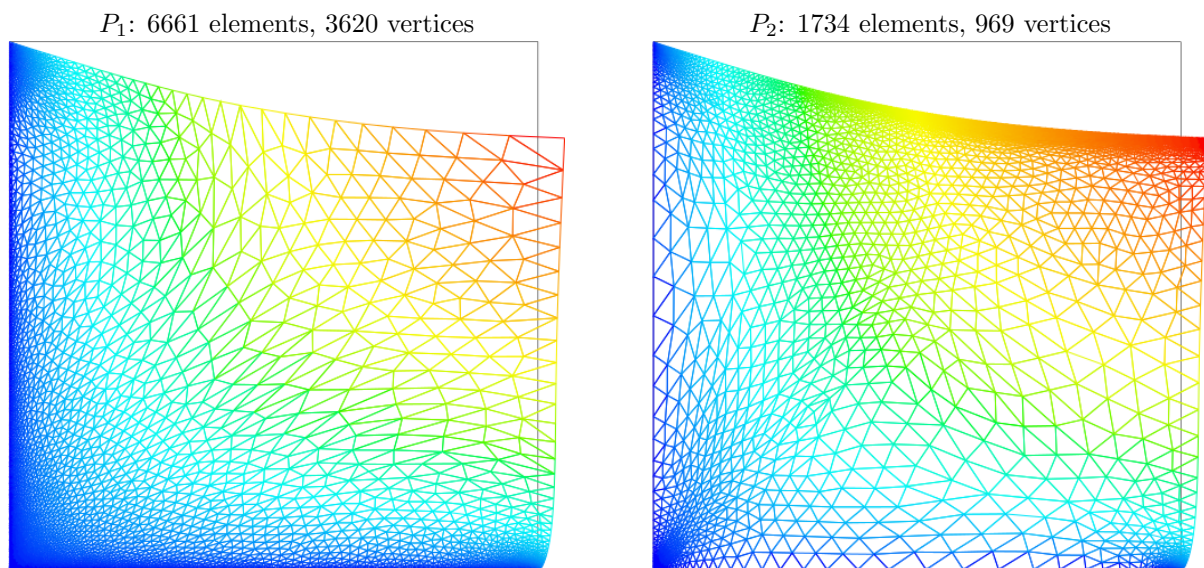 P₁: 6661 elements, 3620 vertices
P₂: 1734 elements, 969 vertices